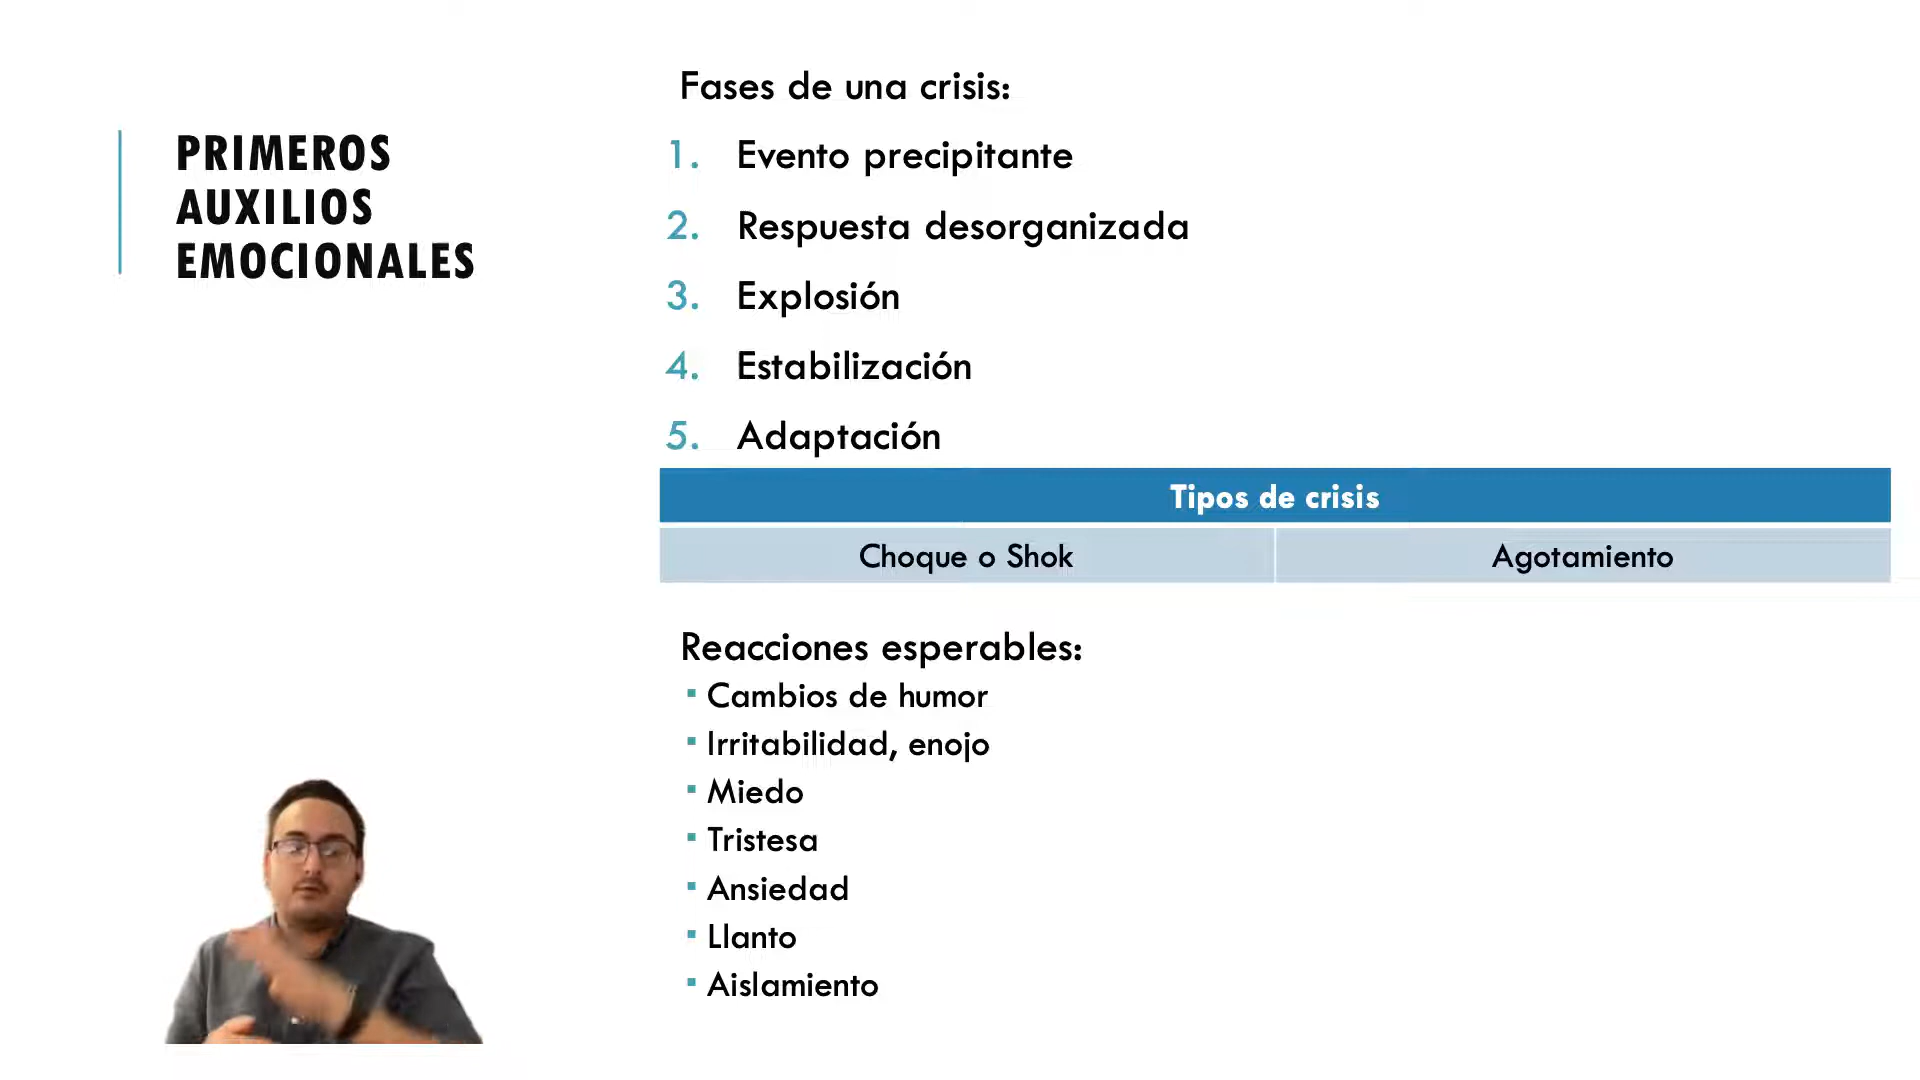 PRIMEROS
AUXILIOS
EMOCIONALES
Fases de una crisis:
1. Evento precipitante
2. Respuesta desorganizada
3. Explosión
4. Estabilización
5. Adaptación
Tipos de crisis
Choque o Shok
Agotamiento
Reacciones esperables:
▪ Cambios de humor
▪ Irritabilidad, enojo
▪ Miedo
▪ Tristesa
▪ Ansiedad
▪ Llanto
▪ Aislamiento